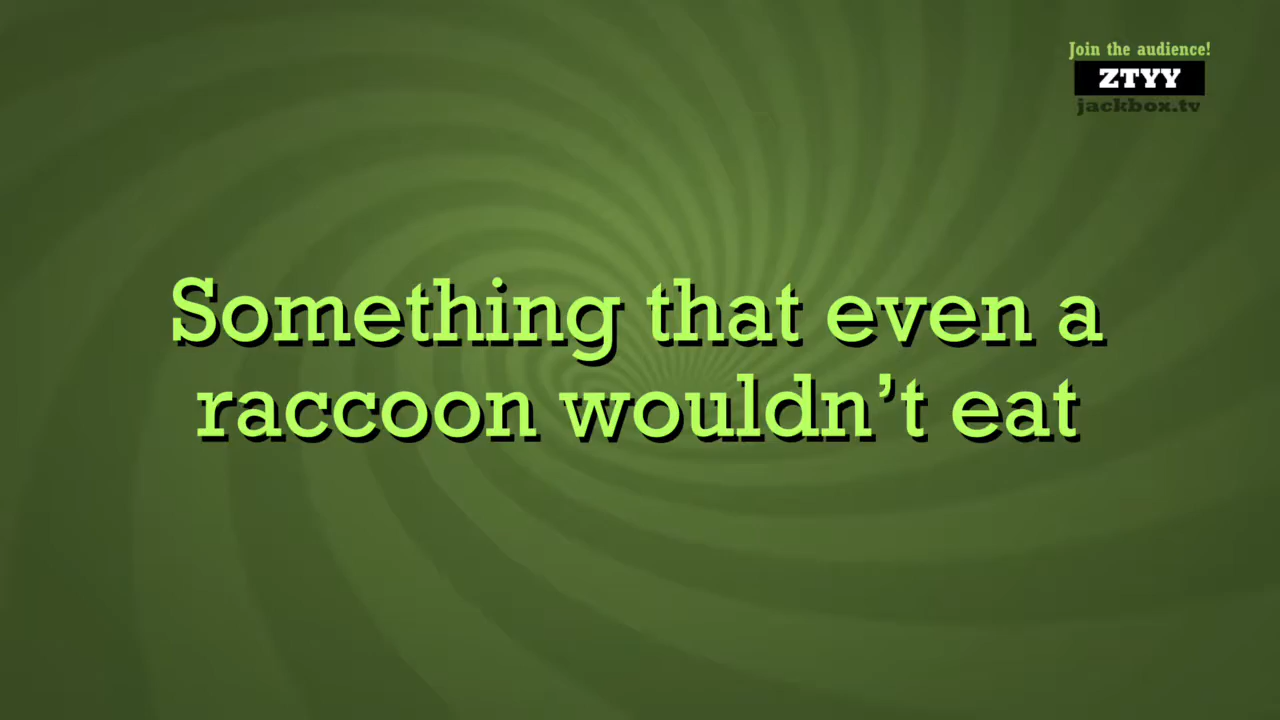 Join the audience!
ZTYY
jackbox.tv
Something that even a
raccoon wouldn’t eat